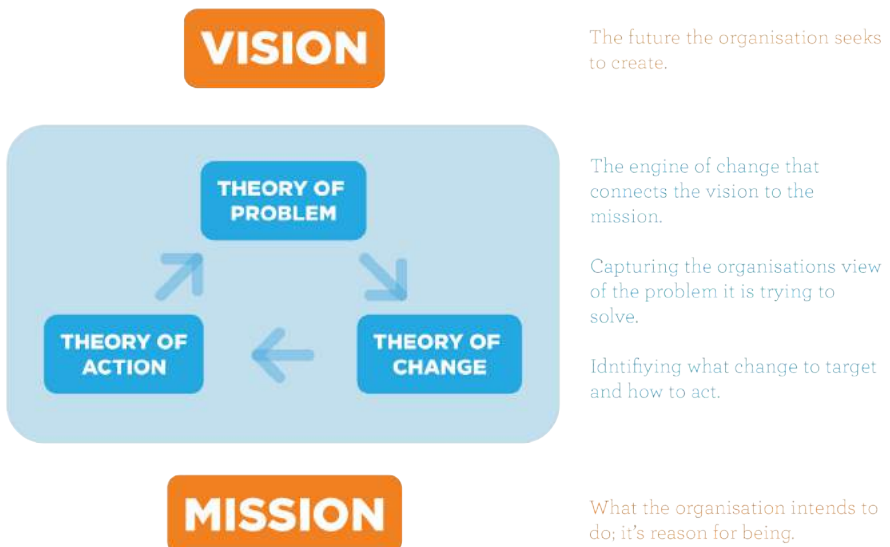 VISION
The future the organisation seeks
to create.
THEORY OF
PROBLEM
THEORY OF
ACTION
THEORY OF
CHANGE
The engine of change that
connects the vision to the
mission.
Capturing the organisations view
of the problem it is trying to
solve.
Idntifiying what change to target
and how to act.
MISSION
What the organisation intends to
do; it's reason for being.